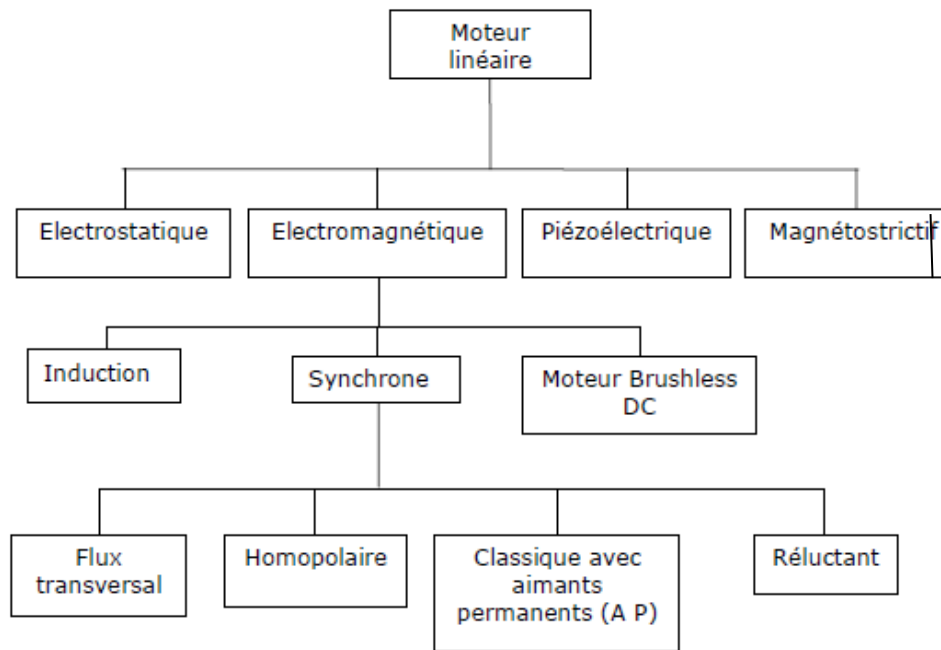 Moteur
linéaire
Electrostatique
Electromagnétique
Piézoélectrique
Magnétostrictif
Induction
Synchrone
Moteur Brushless
DC
Flux
transversal
Homopolaire
Classique avec
aimants
permanents (A P)
Réluctant